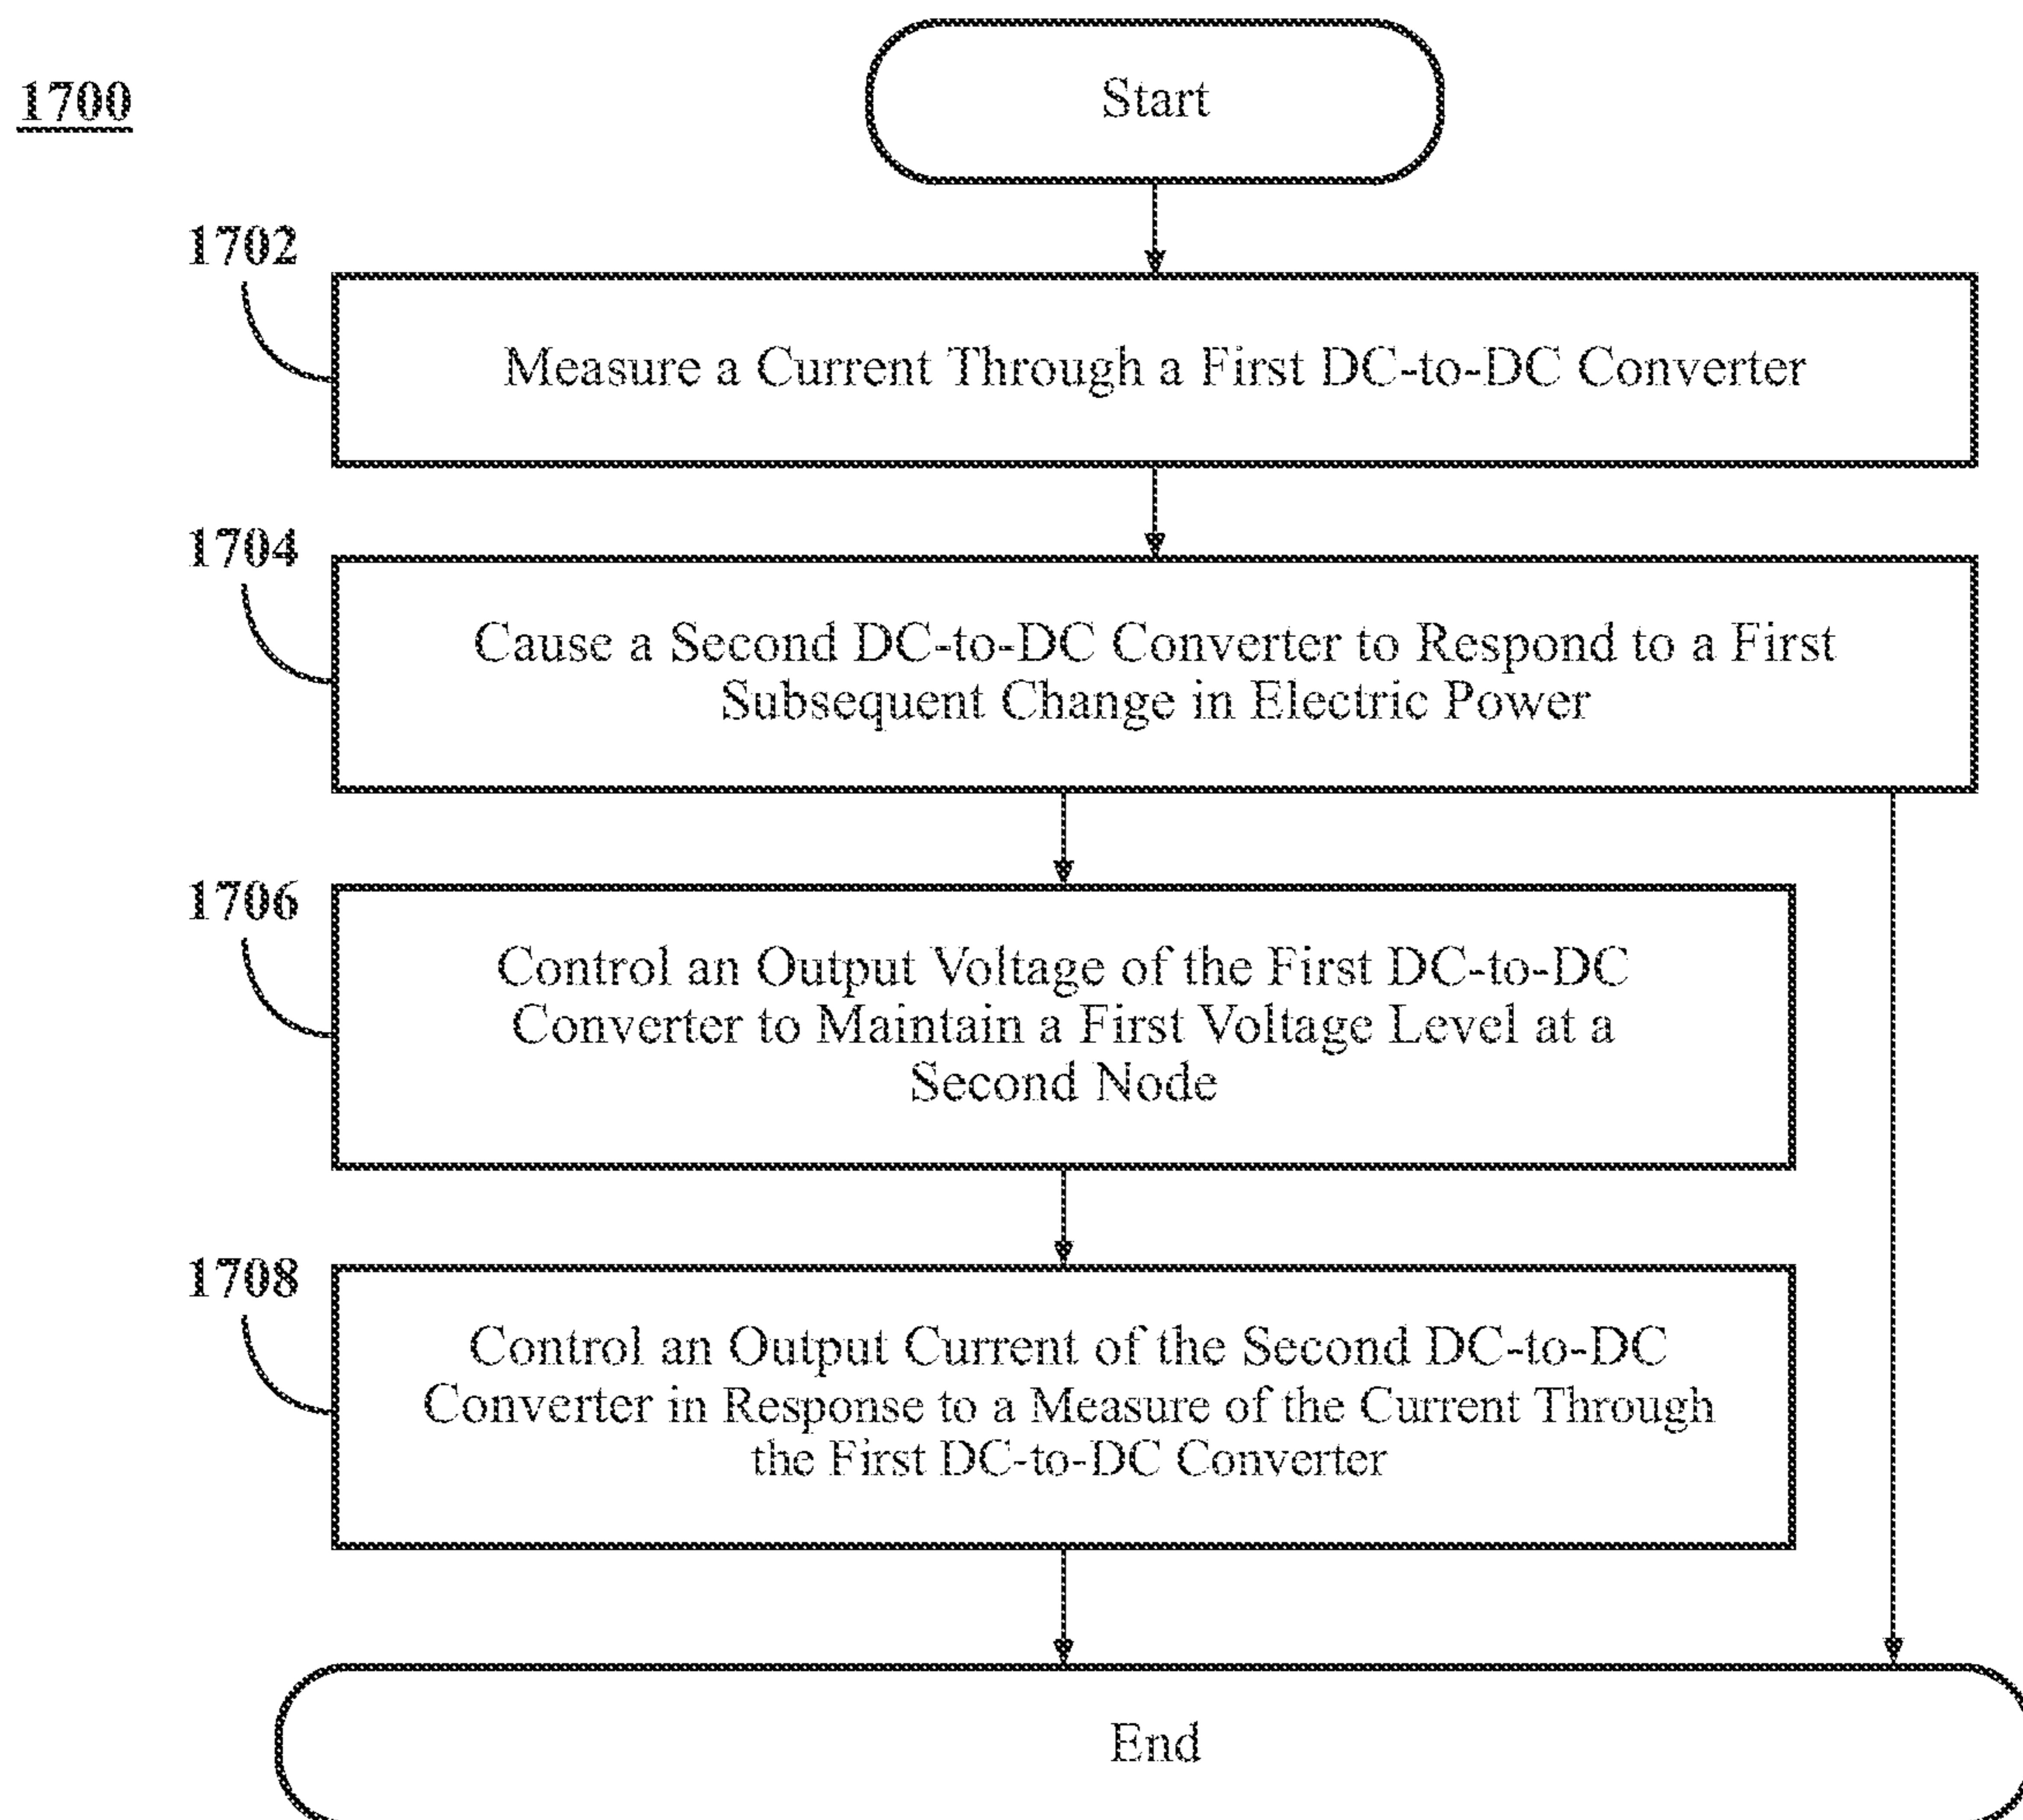 1700
Start
1702
Measure a Current Through a First DC-to-DC Converter
1704
Cause a Second DC-to-DC Converter to Respond to a First
Subsequent Change in Electric Power
1706
Control an Output Voltage of the First DC-to-DC
Converter to Maintain a First Voltage Level at a
Second Node
1708
Control an Output Current of the Second DC-to-DC
Converter in Response to a Measure of the Current Through
the First DC-to-DC Converter
End